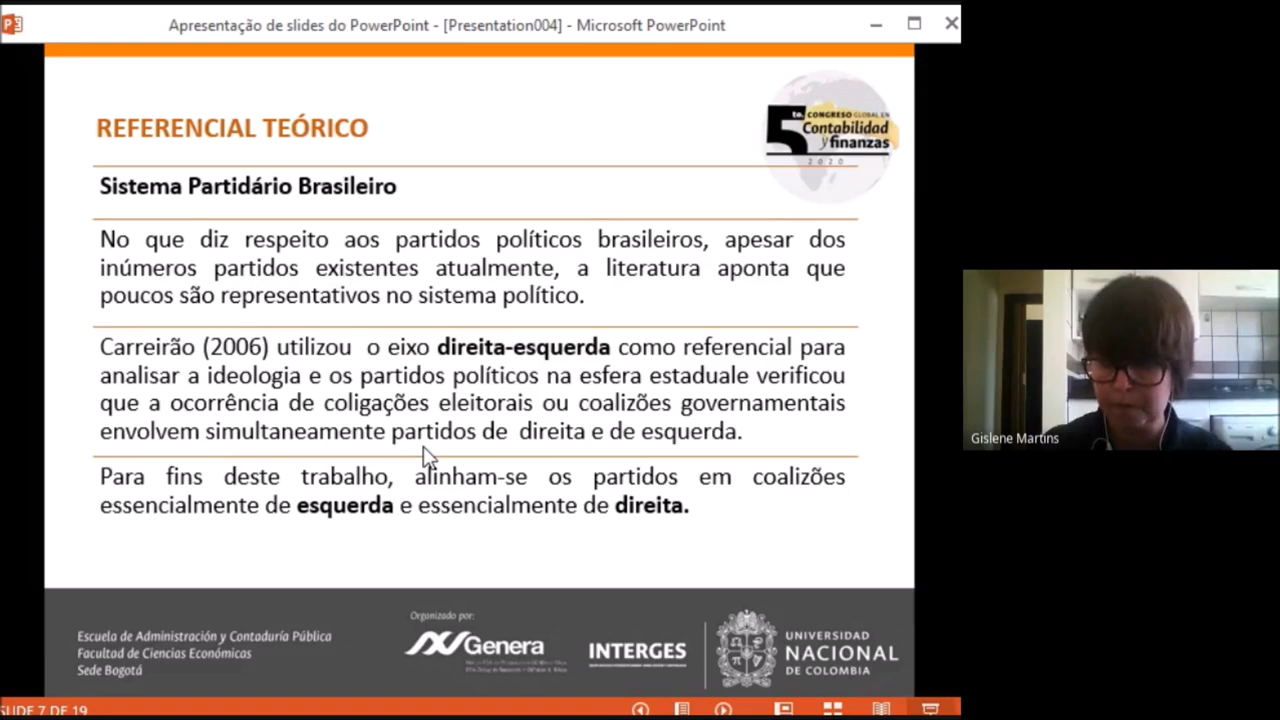 Apresentação de slides do PowerPoint - [Presentation004] - Microsoft PowerPoint
REFERENCIAL TEÓRICO
5to. CONGRESO GLOBAL EN
Contabilidad
y finanzas
2020
Sistema Partidário Brasileiro
No que diz respeito aos partidos políticos brasileiros, apesar dos
inúmeros partidos existentes atualmente, a literatura aponta que
poucos são representativos no sistema político.
Carreirão (2006) utilizou o eixo direita-esquerda como referencial para
analisar a ideologia e os partidos políticos na esfera estaduale verificou
que a ocorrência de coligações eleitorais ou coalizões governamentais
envolvem simultaneamente partidos de direita e de esquerda.
Para fins deste trabalho, alinham-se os partidos em coalizões
essencialmente de esquerda e essencialmente de direita.
Gislene Martins
Escuela de Administración y Contaduría Pública
Facultad de Ciencias Económicas
Sede Bogotá
Organizado por:
Genera
INTERGES
UNIVERSIDAD
NACIONAL
DE COLOMBIA
SLIDE 7 DE 19